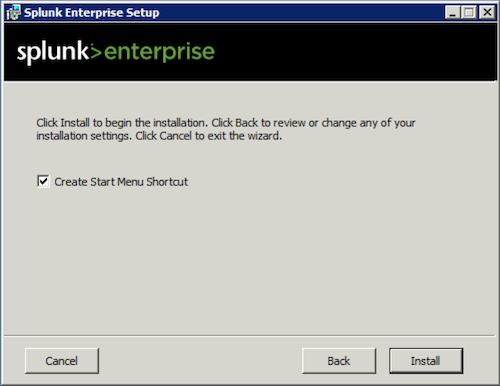 Splunk Enterprise Setup
splunk>enterprise
Click Install to begin the installation. Click Back to review or change any of your
installation settings. Click Cancel to exit the wizard.
Create Start Menu Shortcut
Cancel
Back
Install